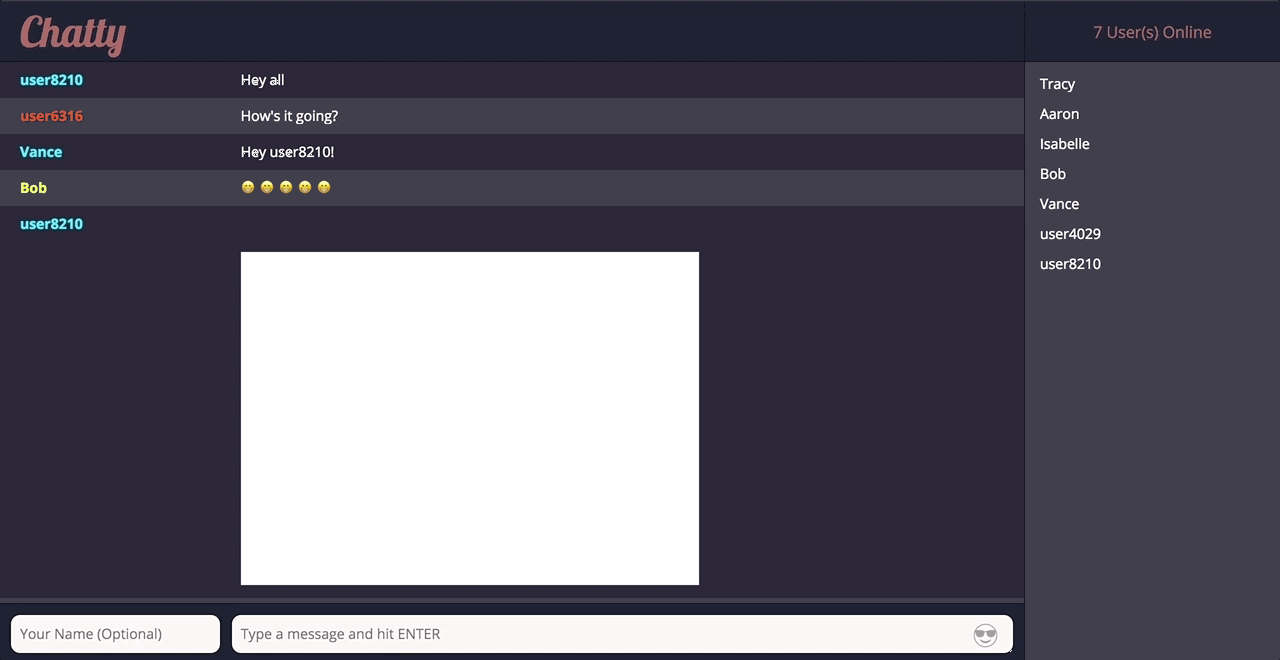 Chatty
7 User(s) Online
user8210 Hey all
user6316 How's it going?
Vance Hey user8210!
Bob 😁 😁 😁 😁 😁
user8210
Tracy
Aaron
Isabelle
Bob
Vance
user4029
user8210
Your Name (Optional)
Type a message and hit ENTER